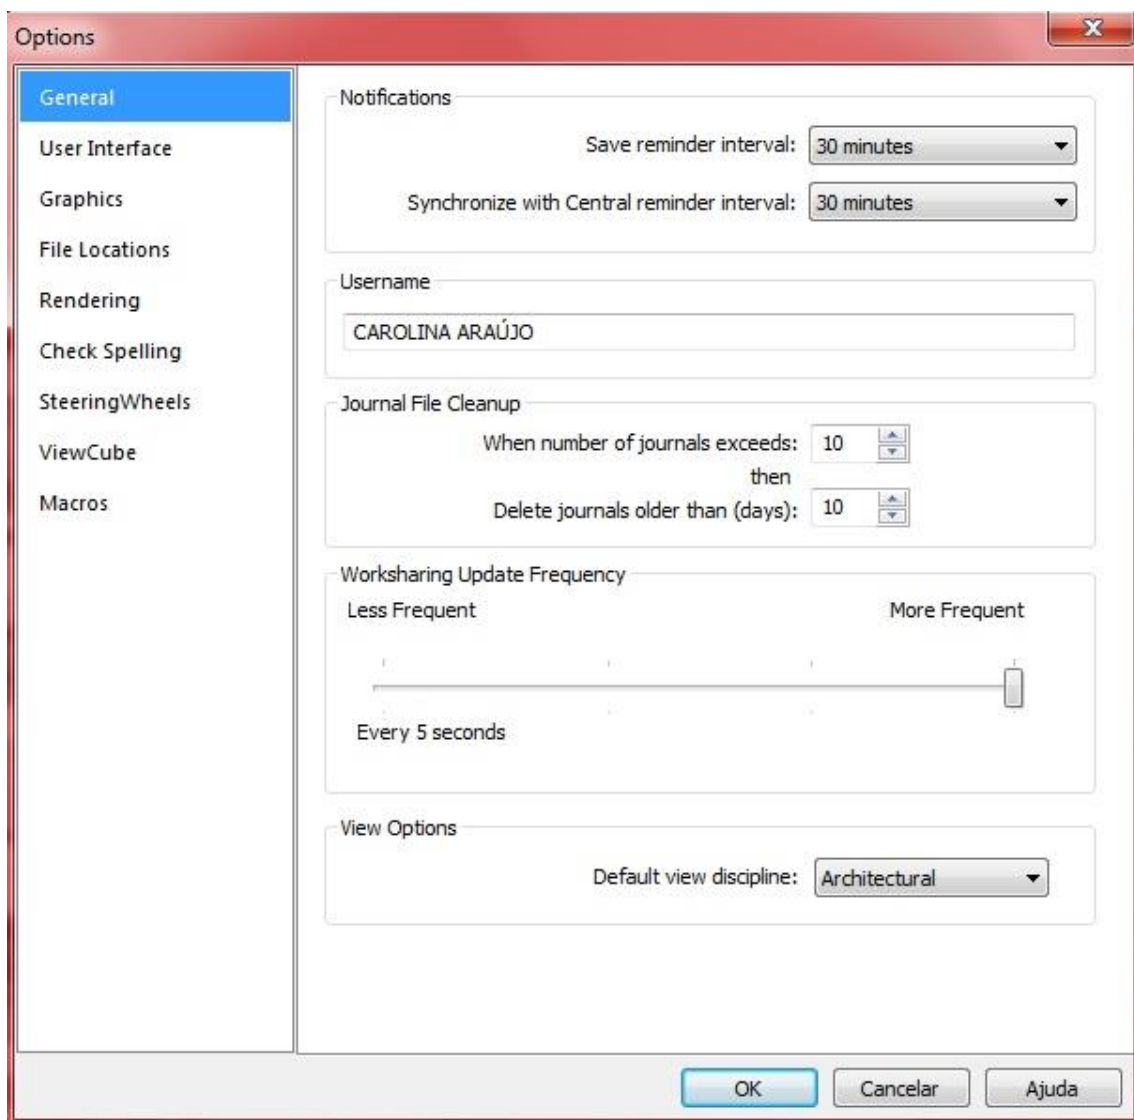 Options
General
User Interface
Graphics
File Locations
Rendering
Check Spelling
SteeringWheels
ViewCube
Macros
Notifications
Save reminder interval: 30 minutes
Synchronize with Central reminder interval: 30 minutes
Username
CAROLINA ARAÚJO
Journal File Cleanup
When number of journals exceeds: 10
then
Delete journals older than (days): 10
Worksharing Update Frequency
Less Frequent More Frequent
Every 5 seconds
View Options
Default view discipline: Architectural
OK Cancelar Ajuda